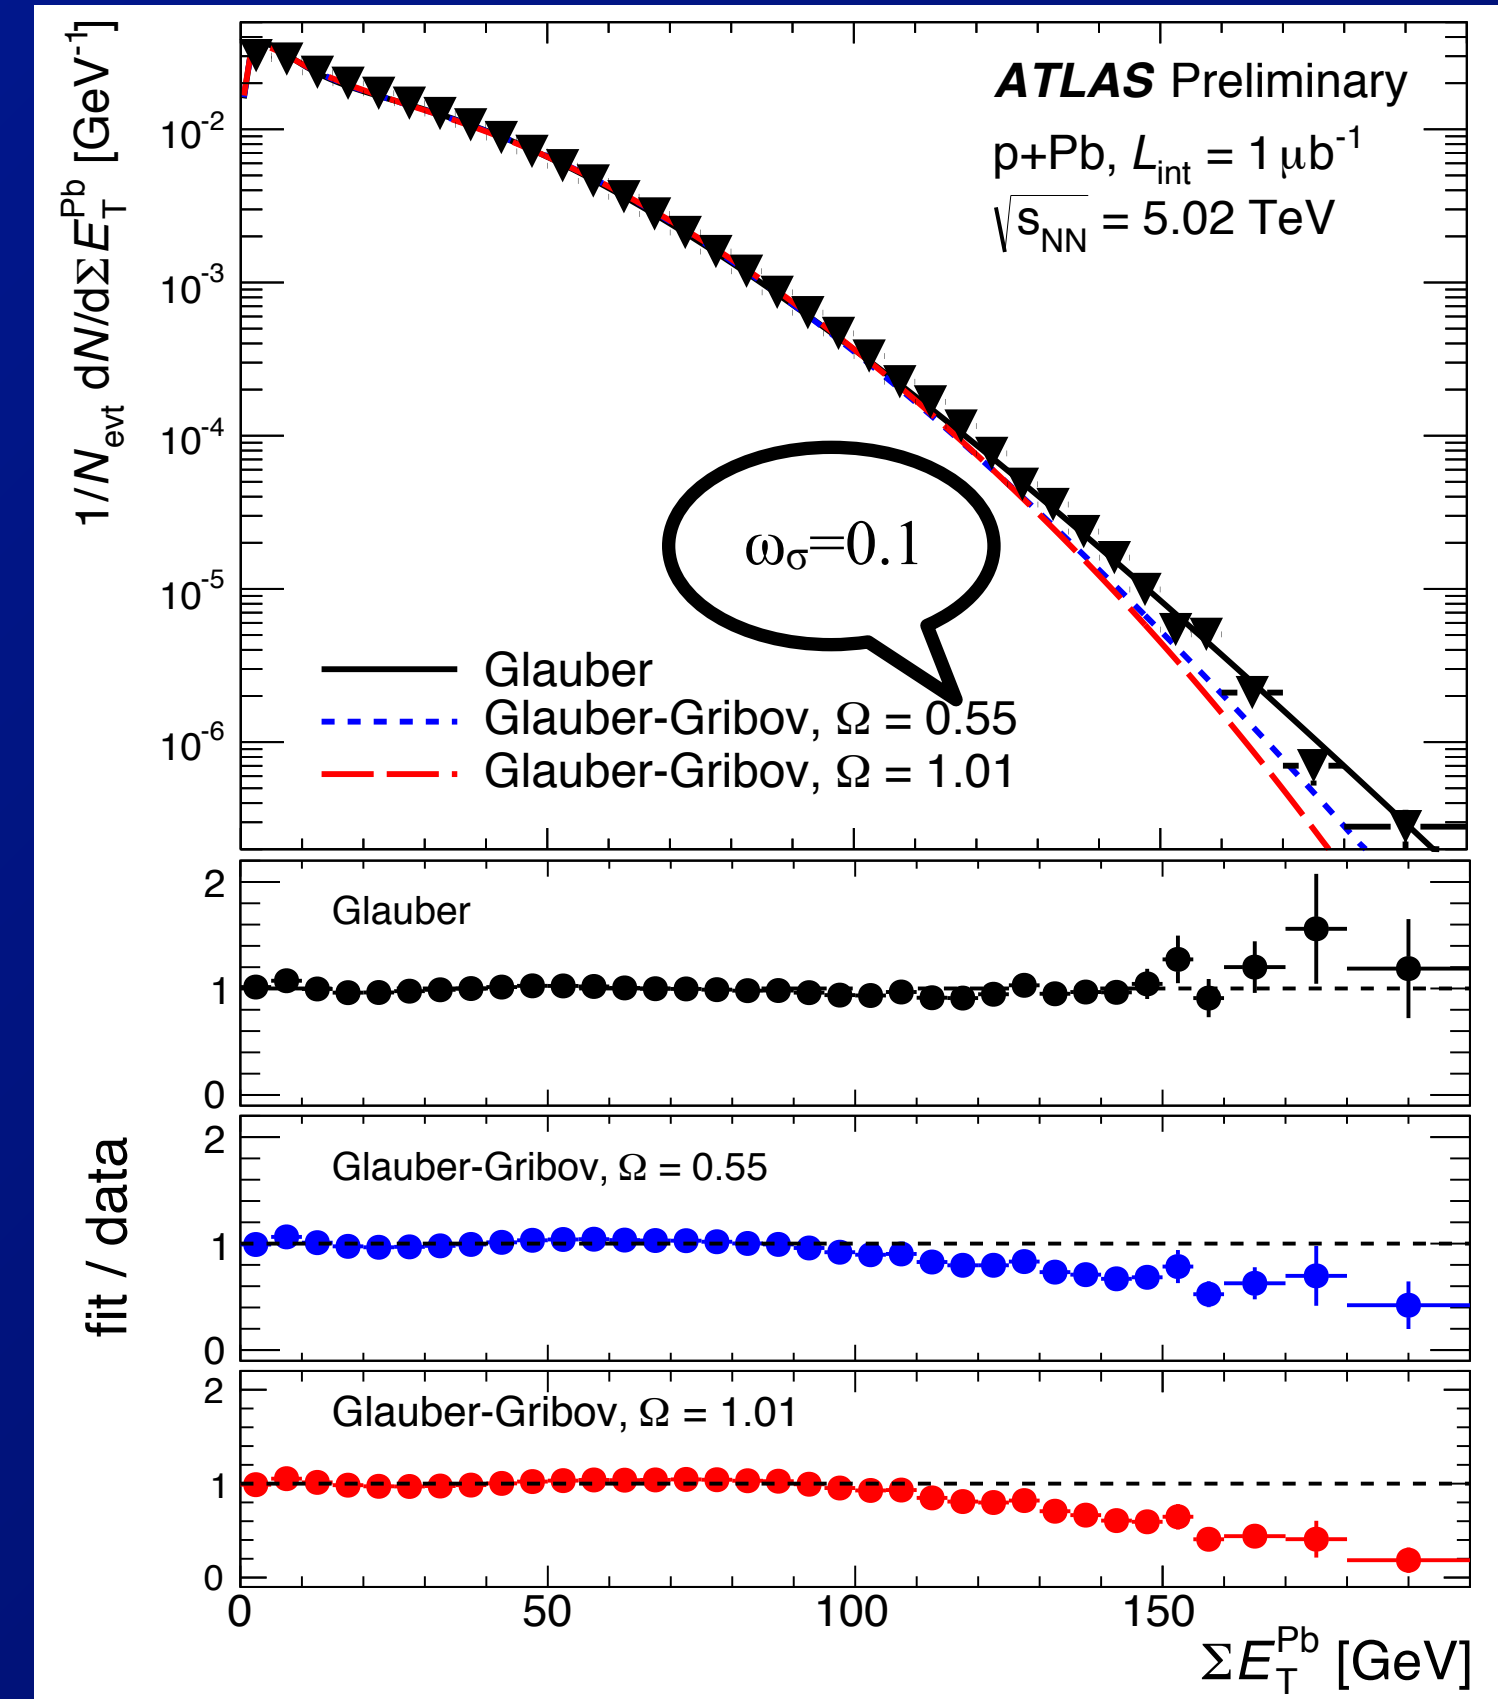 1/N_evt dN/dΣE_T^Pb [GeV^-1]
10^-2
10^-3
10^-4
10^-5
10^-6
ATLAS Preliminary
p+Pb, L_int = 1 μb^-1
√s_NN = 5.02 TeV
ω_σ=0.1
Glauber
Glauber-Gribov, Ω = 0.55
Glauber-Gribov, Ω = 1.01
fit / data
2
1
0
Glauber
2
1
0
Glauber-Gribov, Ω = 0.55
2
1
0
Glauber-Gribov, Ω = 1.01
0 50 100 150
ΣE_T^Pb [GeV]